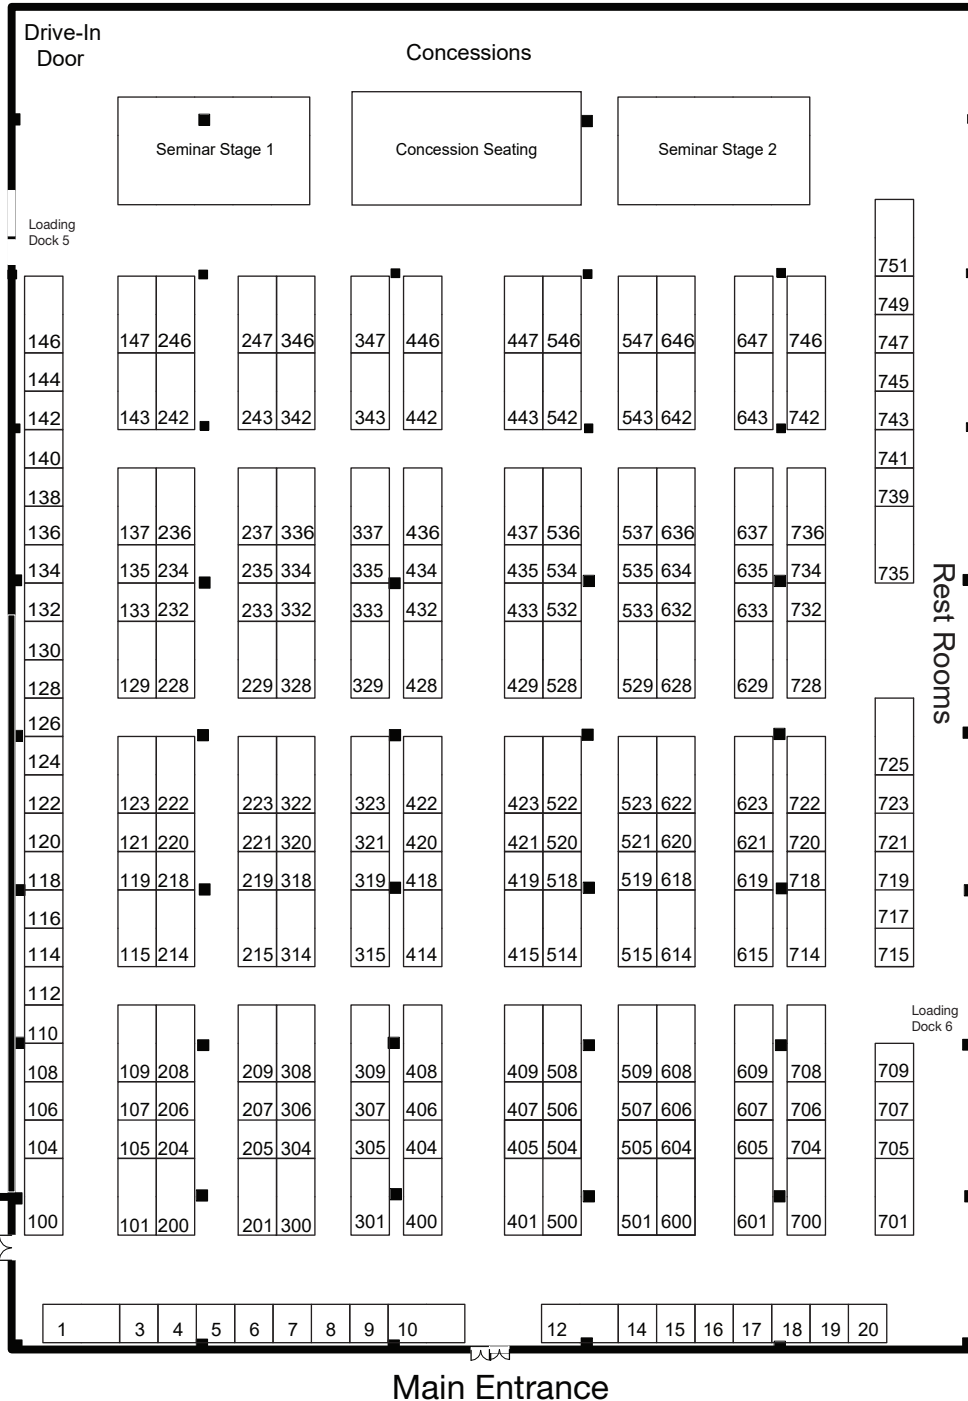 Drive-In
Door
Concessions
Seminar Stage 1
Concession Seating
Seminar Stage 2
Loading
Dock 5
751
749
146 147 246 247 346 347 446 447 546 547 646 647 746 747
144 745
142 143 242 243 342 343 442 443 542 543 642 643 742 743
140 741
138 739
136 137 236 237 336 337 436 437 536 537 636 637 736
134 135 234 235 334 335 434 435 534 535 634 635 734 735
132 133 232 233 332 333 432 433 532 533 632 633 732
Rest Rooms
130
128 129 228 229 328 329 428 429 528 529 628 629 728
126
124 725
122 123 222 223 322 323 422 423 522 523 622 623 722 723
120 121 220 221 320 321 420 421 520 521 620 621 720 721
118 119 218 219 318 319 418 419 518 519 618 619 718 719
116 717
114 115 214 215 314 315 414 415 514 515 614 615 714 715
112
Loading
Dock 6
110
108 109 208 209 308 309 408 409 508 509 608 609 708 709
106 107 206 207 306 307 406 407 506 507 606 607 706 707
104 105 204 205 304 305 404 405 504 505 604 605 704 705
100 101 200 201 300 301 400 401 500 501 600 601 700 701
1 3 4 5 6 7 8 9 10 12 14 15 16 17 18 19 20
Main Entrance